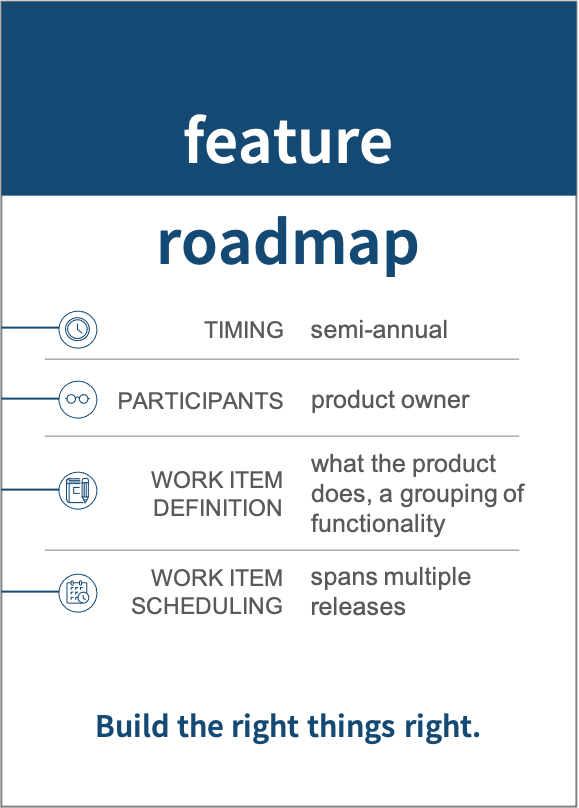 feature
roadmap
TIMING semi-annual
PARTICIPANTS product owner
WORK ITEM
DEFINITION
what the product
does, a grouping of
functionality
WORK ITEM
SCHEDULING
spans multiple
releases
Build the right things right.